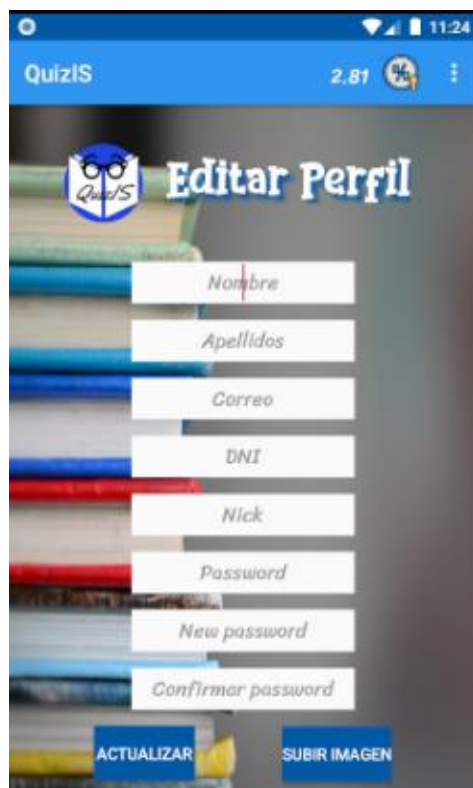 11:24
QuizIS
2.81
%
QuizIS
Editar Perfil
Nombre
Apellidos
Correo
DNI
Nick
Password
New password
Confirmar password
ACTUALIZAR
SUBIR IMAGEN